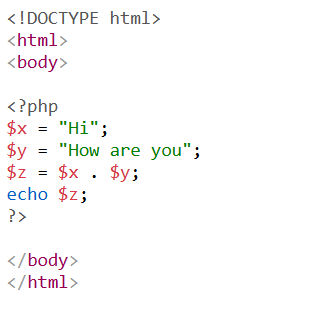 <!DOCTYPE html>
<html>
<body>

<?php
$x = "Hi";
$y = "How are you";
$z = $x . $y;
echo $z;
?>

</body>
</html>